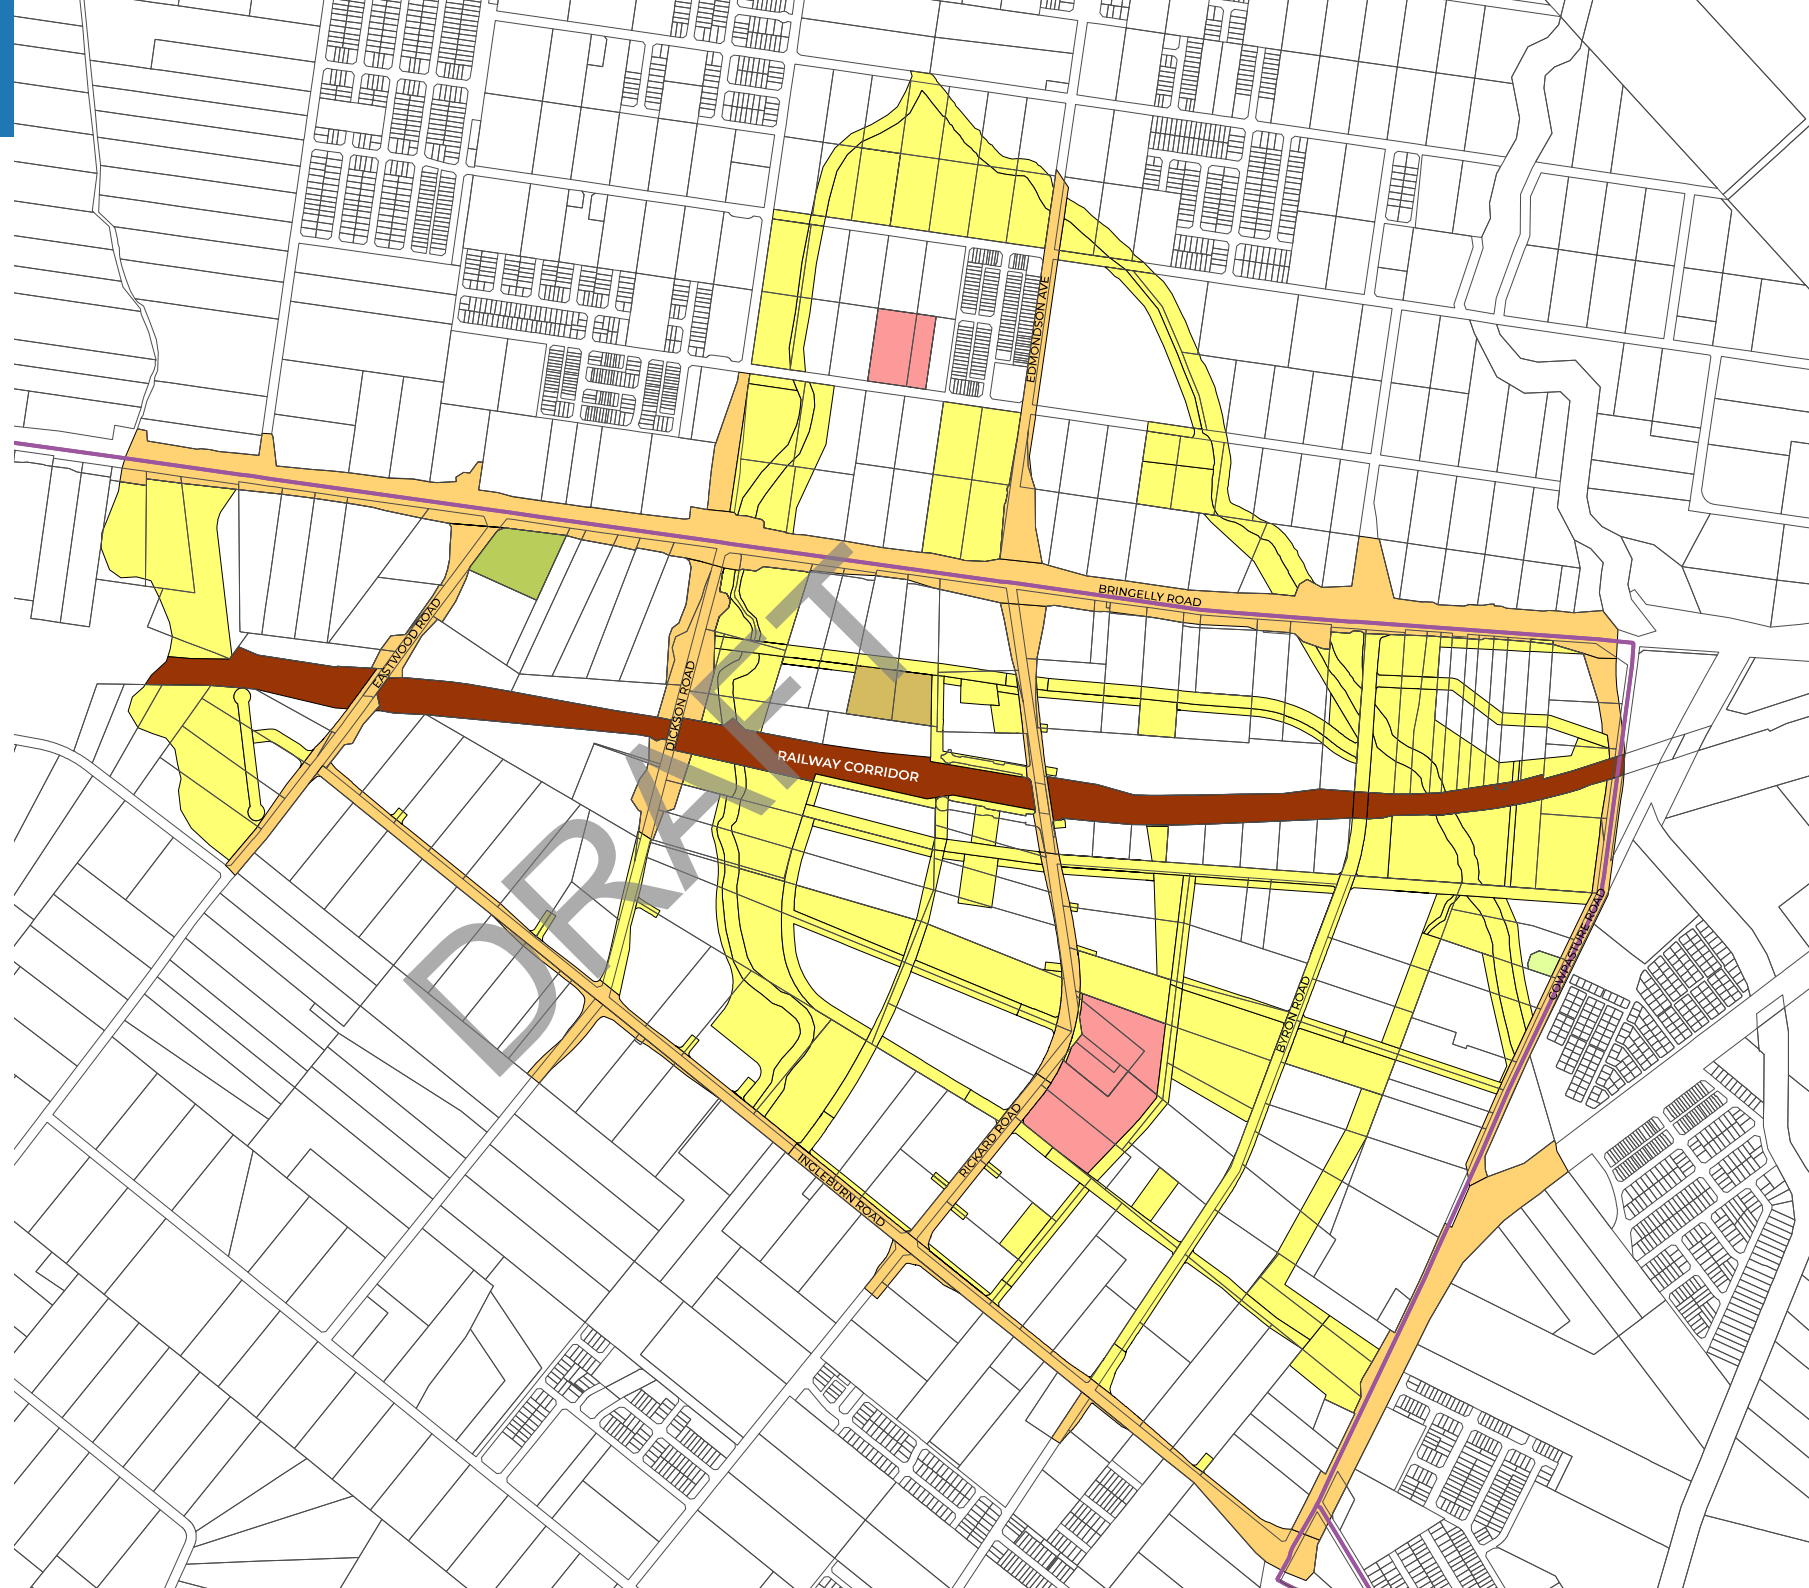 EDMONDSON AVE
BRINGELLY ROAD
EASTWOOD ROAD
DICKSON ROAD
RAILWAY CORRIDOR
DRAFT
COWPASTURE ROAD
BYRON ROAD
RICKARD ROAD
INGLEBURN ROAD